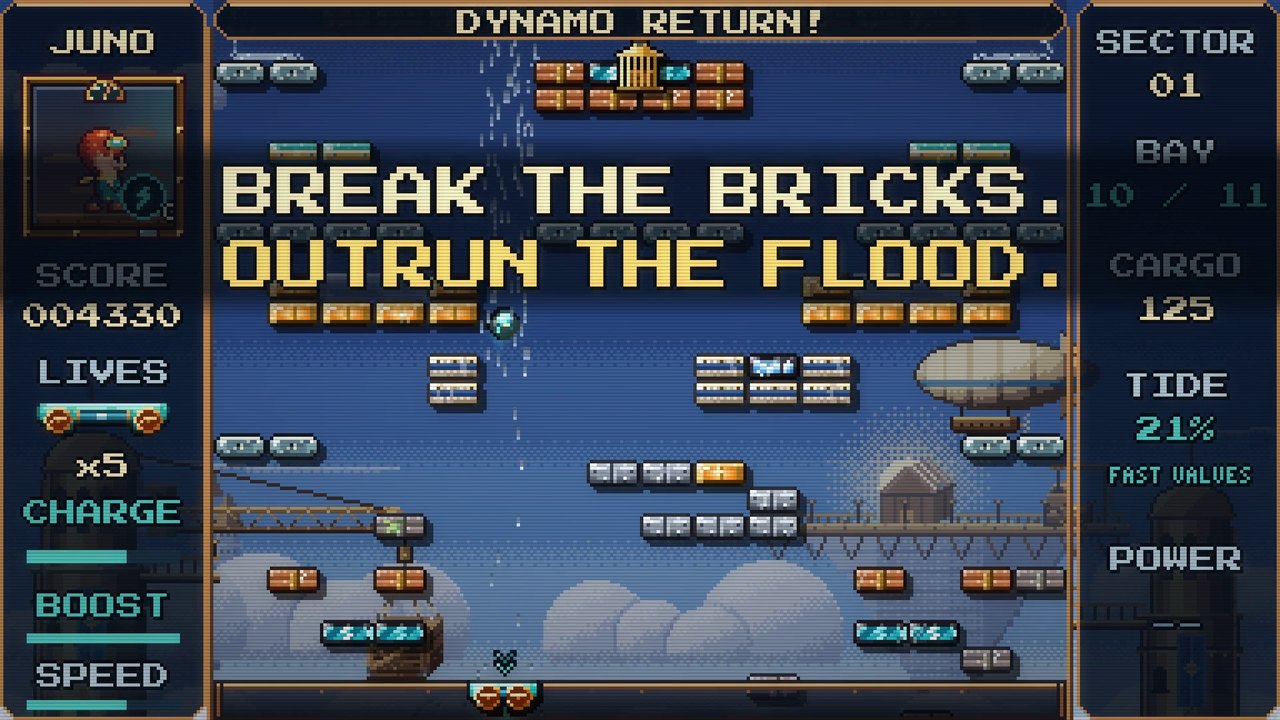 DYNAMO RETURN!
JUNO
SCORE
004330
LIVES
x5
CHARGE
BOOST
SPEED
BREAK THE BRICKS.
OUTRUN THE FLOOD.
SECTOR
01
BAY
10 / 11
CARGO
125
TIDE
21%
FAST VALVES
POWER